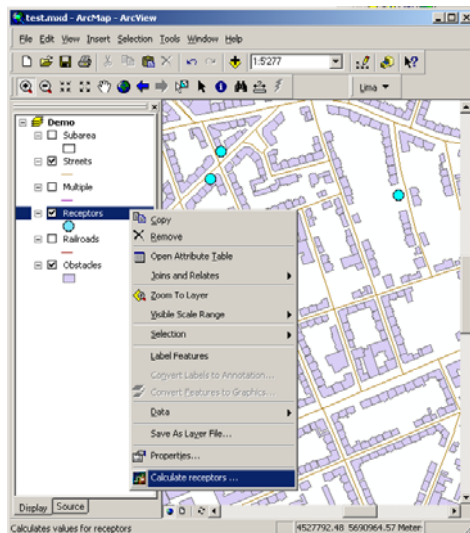 test.mxd - ArcMap - ArcView
File Edit View Insert Selection Tools Window Help
1:5'277
Lima
Demo
Subarea
Streets
Multiple
Receptors
Railroads
Obstacles
Copy
Remove
Open Attribute Table
Joins and Relates
Zoom To Layer
Visible Scale Range
Selection
Label Features
Convert Labels to Annotation...
Convert Features to Graphics...
Data
Save As Layer File...
Properties...
Calculate receptors ...
Display Source
Calculates values for receptors
4527792.48 5690964.57 Meter